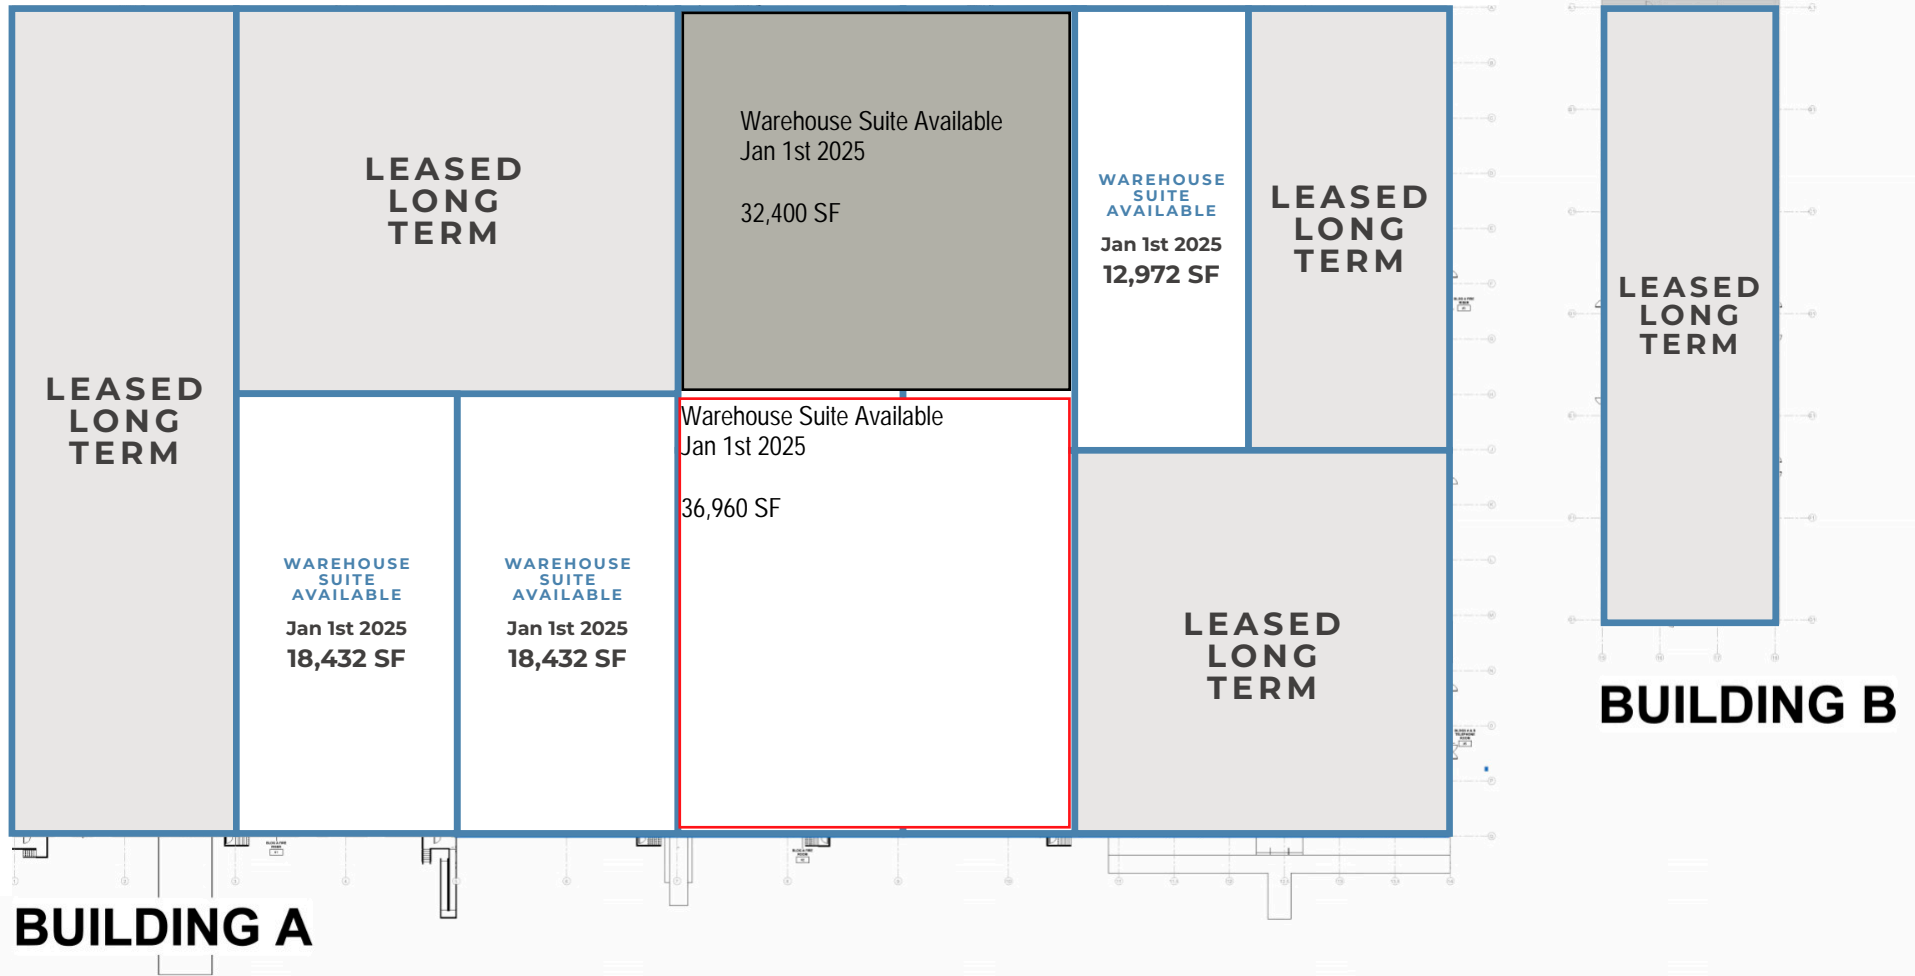 LEASED
LONG
TERM
LEASED
LONG
TERM
Warehouse Suite Available
Jan 1st 2025
32,400 SF
WAREHOUSE
SUITE
AVAILABLE
Jan 1st 2025
12,972 SF
LEASED
LONG
TERM
WAREHOUSE
SUITE
AVAILABLE
Jan 1st 2025
18,432 SF
WAREHOUSE
SUITE
AVAILABLE
Jan 1st 2025
18,432 SF
Warehouse Suite Available
Jan 1st 2025
36,960 SF
LEASED
LONG
TERM
BUILDING A
LEASED
LONG
TERM
BUILDING B